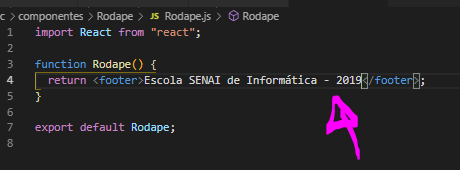 c > componentes > Rodape > JS Rodape.js > Rodape
1 import React from "react";
2
3 function Rodape() {
4 return <footer>Escola SENAI de Informática - 2019</footer>;
5 }
6
7 export default Rodape;
8